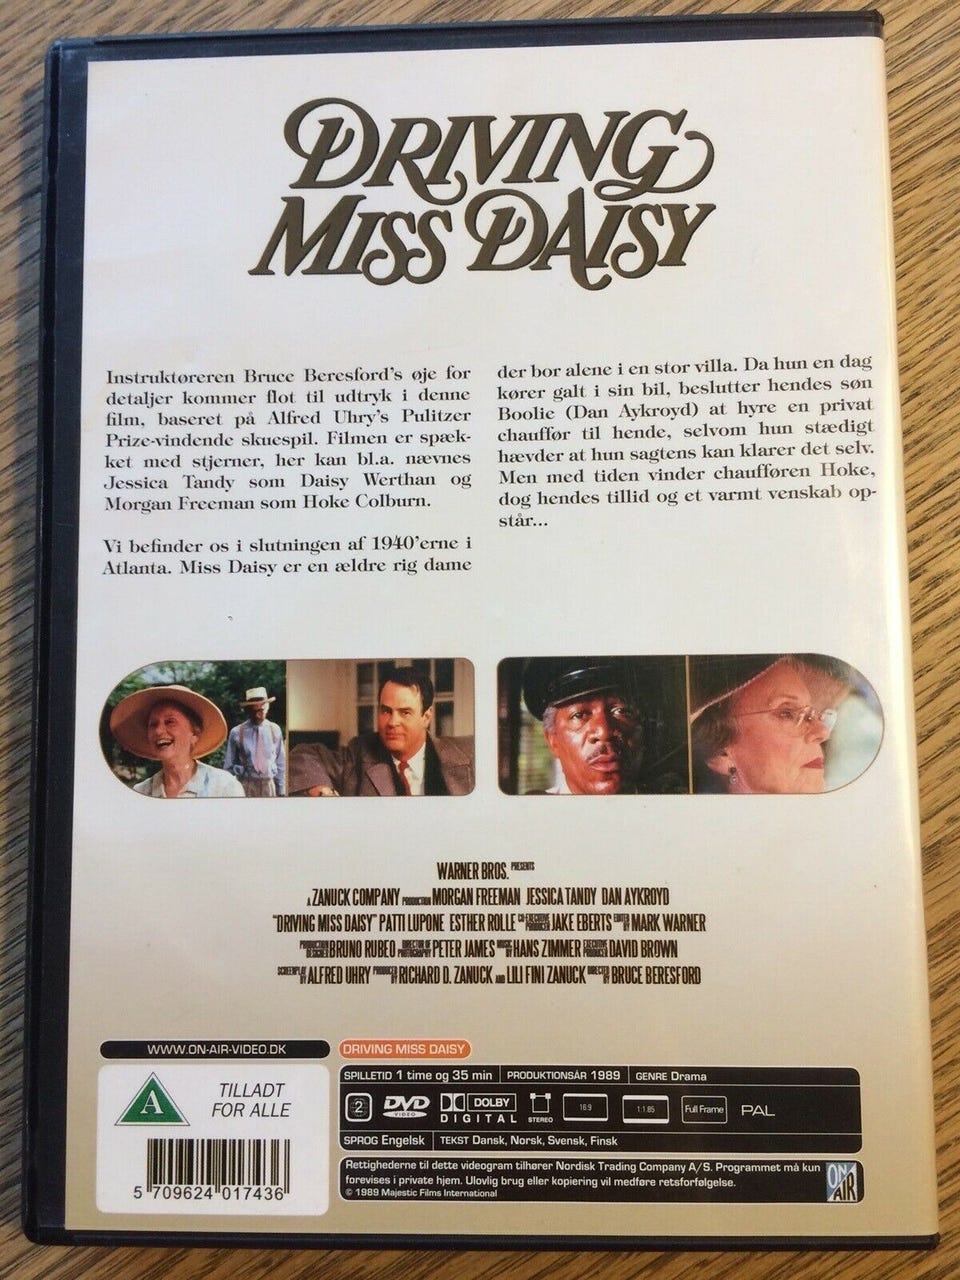 DRIVING
MISS DAISY
Instruktøreren Bruce Beresford's øje for
detaljer kommer flot til udtryk i denne
film, baseret på Alfred Uhry's Pulitzer
Prize-vindende skuespil. Filmen er spæk-
ket med stjerner, her kan bl.a. nævnes
Jessica Tandy som Daisy Werthan og
Morgan Freeman som Hoke Colburn.
Vi befinder os i slutningen af 1940'erne i
Atlanta. Miss Daisy er en ældre rig dame
der bor alene i en stor villa. Da hun en dag
kører galt i sin bil, beslutter hendes søn
Boolie (Dan Aykroyd) at hyre en privat
chauffør til hende, selvom hun stædigt
hævder at hun sagtens kan klarer det selv.
Men med tiden vinder chaufføren Hoke,
dog hendes tillid og et varmt venskab op-
står...
WARNER BROS. PRESENTS
A ZANUCK COMPANY PRODUCTION MORGAN FREEMAN JESSICA TANDY DAN AYKROYD
"DRIVING MISS DAISY" PATTI LUPONE ESTHER ROLLE CO-EXECUTIVE PRODUCER JAKE EBERTS EDITED BY MARK WARNER
PRODUCTION DESIGNER BRUNO RUBEO DIRECTOR OF PHOTOGRAPHY PETER JAMES MUSIC BY HANS ZIMMER EXECUTIVE PRODUCER DAVID BROWN
SCREENPLAY BY ALFRED UHRY PRODUCED BY RICHARD D. ZANUCK AND LILI FINI ZANUCK DIRECTED BY BRUCE BERESFORD
WWW.ON-AIR-VIDEO.DK
DRIVING MISS DAISY
A
TILLADT
FOR ALLE
5 709624 017436
SPILLETID 1 time og 35 min PRODUKTIONSÅR 1989 GENRE Drama
2 DVD VIDEO DOLBY DIGITAL STEREO 16:9 1:1.85 Full Frame PAL
SPROG Engelsk TEKST Dansk, Norsk, Svensk, Finsk
Rettighederne til dette videogram tilhører Nordisk Trading Company A/S. Programmet må kun
forevises i private hjem. Ulovlig brug eller kopiering vil medføre retsforfølgelse.
© 1989 Majestic Films International
ON AIR